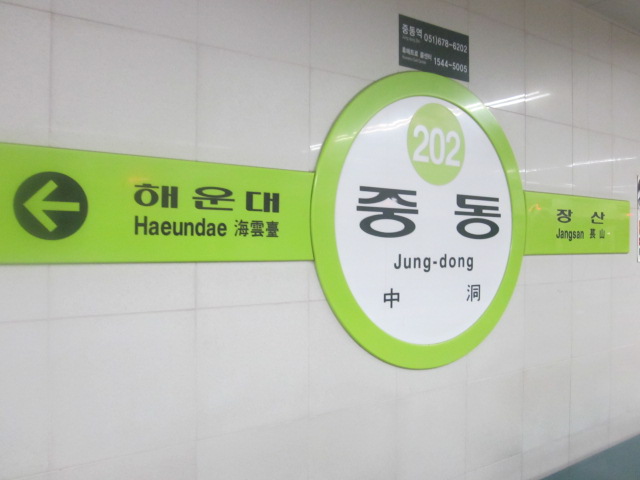 중동역 051)678-6202
1544-5005
202
해운대
Haeundae 海雲臺
중동
Jung-dong
中洞
장산
Jangsan 萇山